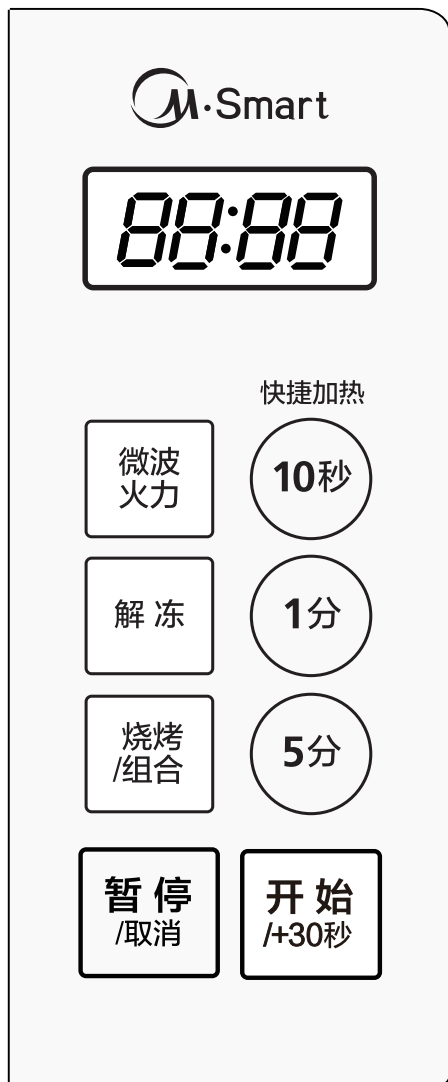 M·Smart
88:88
快捷加热
微波
火力
10秒
解 冻
1分
烧烤
/组合
5分
暂 停
/取消
开 始
/+30秒